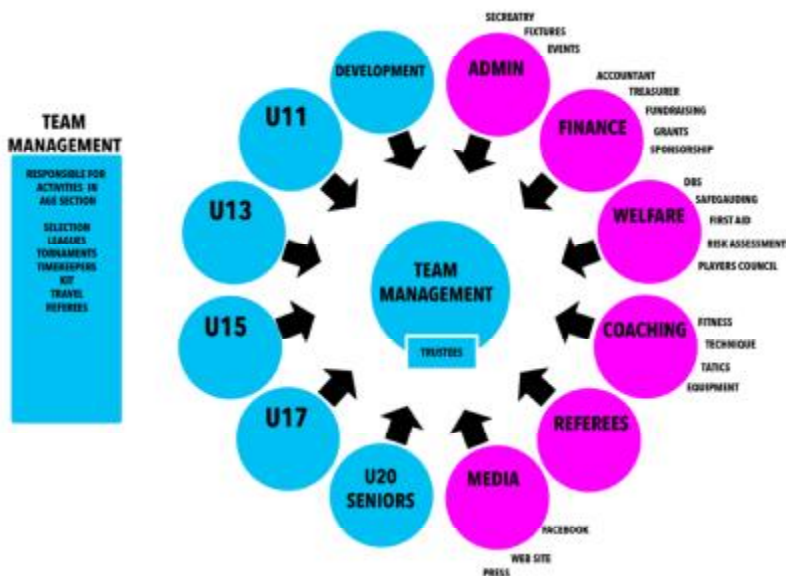 TEAM
MANAGEMENT
RESPONSIBLE FOR
ACTIVITIES IN
AGE SECTION
SELECTION
LEAGUES
TORNAMENTS
TIMEKEEPERS
KIT
TRAVEL
REFEREES
DEVELOPMENT
U11
U13
U15
U17
U20
SENIORS
TEAM
MANAGEMENT
TRUSTEES
ADMIN
SECREATRY
FIXTURES
EVENTS
FINANCE
ACCOUNTANT
TREASURER
FUNDRAISING
GRANTS
SPONSORSHIP
WELFARE
DBS
SAFEGAUDING
FIRST AID
RISK ASSESSMENT
PLAYERS COUNCIL
COACHING
FITNESS
TECHNIQUE
TATICS
EQUIPMENT
REFEREES
MEDIA
FACEBOOK
WEB SITE
PRESS